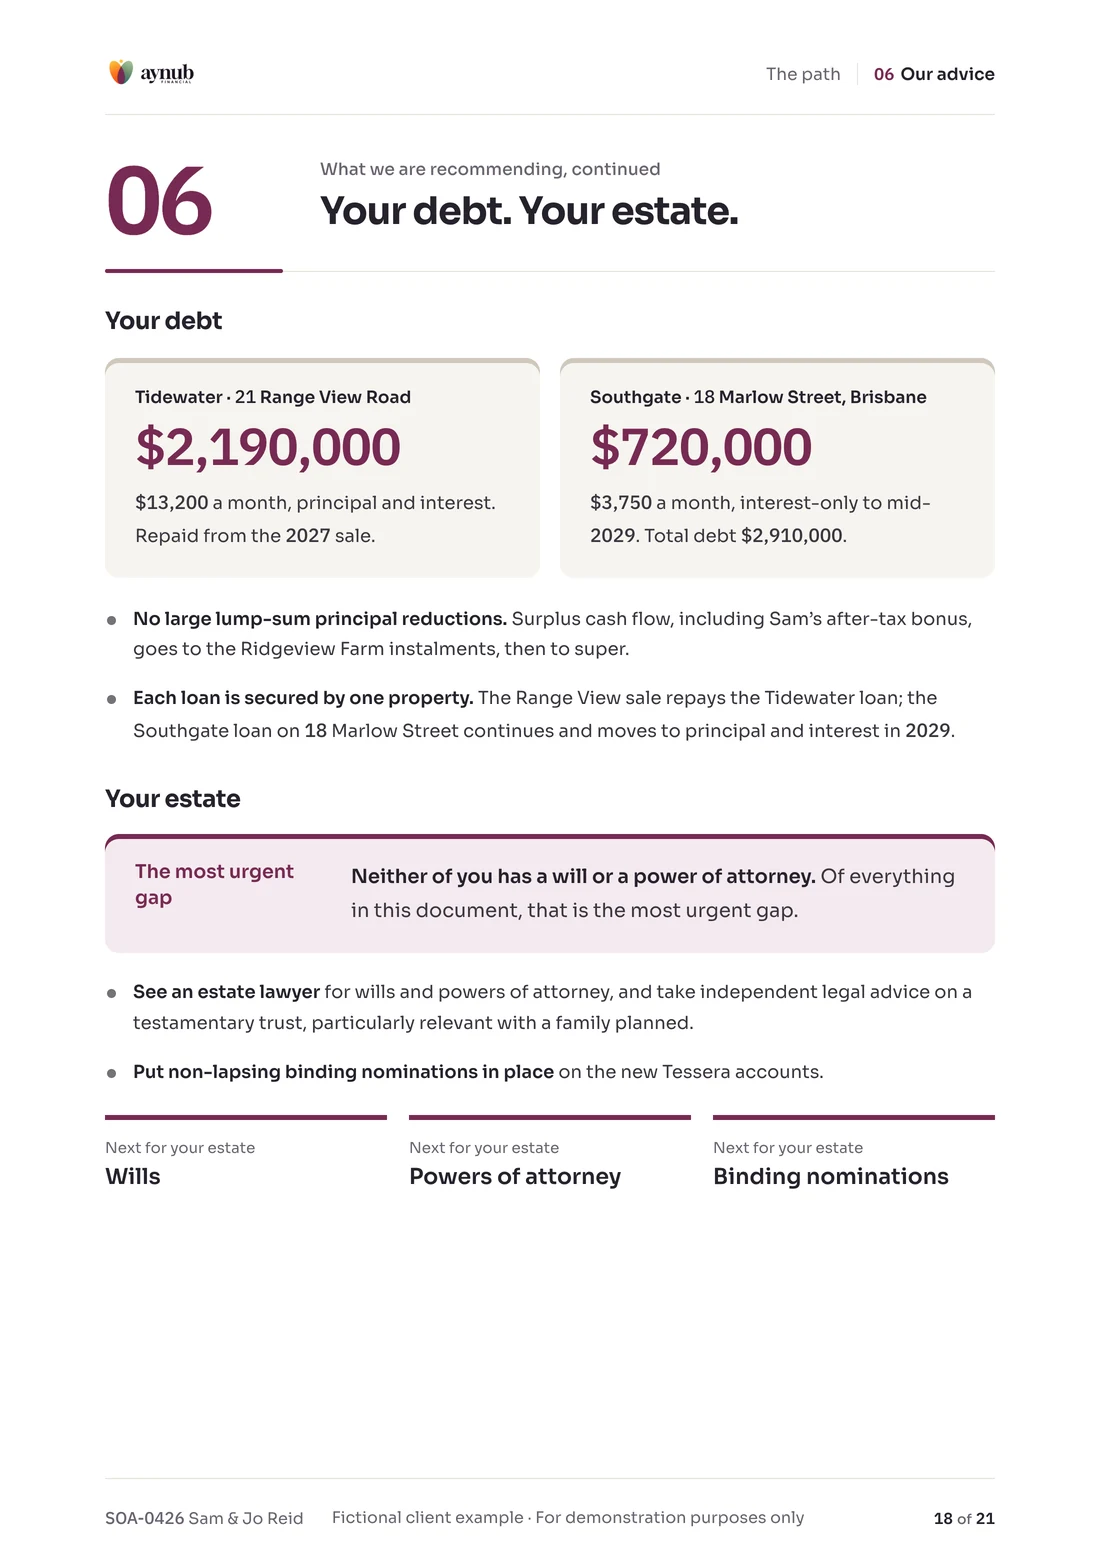 aynub
FINANCIAL
The path
06 Our advice
06
What we are recommending, continued
Your debt. Your estate.
Your debt
Tidewater · 21 Range View Road
$2,190,000
$13,200 a month, principal and interest.
Repaid from the 2027 sale.
Southgate · 18 Marlow Street, Brisbane
$720,000
$3,750 a month, interest-only to mid-
2029. Total debt $2,910,000.
No large lump-sum principal reductions. Surplus cash flow, including Sam’s after-tax bonus,
goes to the Ridgeview Farm instalments, then to super.
Each loan is secured by one property. The Range View sale repays the Tidewater loan; the
Southgate loan on 18 Marlow Street continues and moves to principal and interest in 2029.
Your estate
The most urgent
gap
Neither of you has a will or a power of attorney. Of everything
in this document, that is the most urgent gap.
See an estate lawyer for wills and powers of attorney, and take independent legal advice on a
testamentary trust, particularly relevant with a family planned.
Put non-lapsing binding nominations in place on the new Tessera accounts.
Next for your estate
Wills
Next for your estate
Powers of attorney
Next for your estate
Binding nominations
SOA-0426 Sam & Jo Reid
Fictional client example · For demonstration purposes only
18 of 21